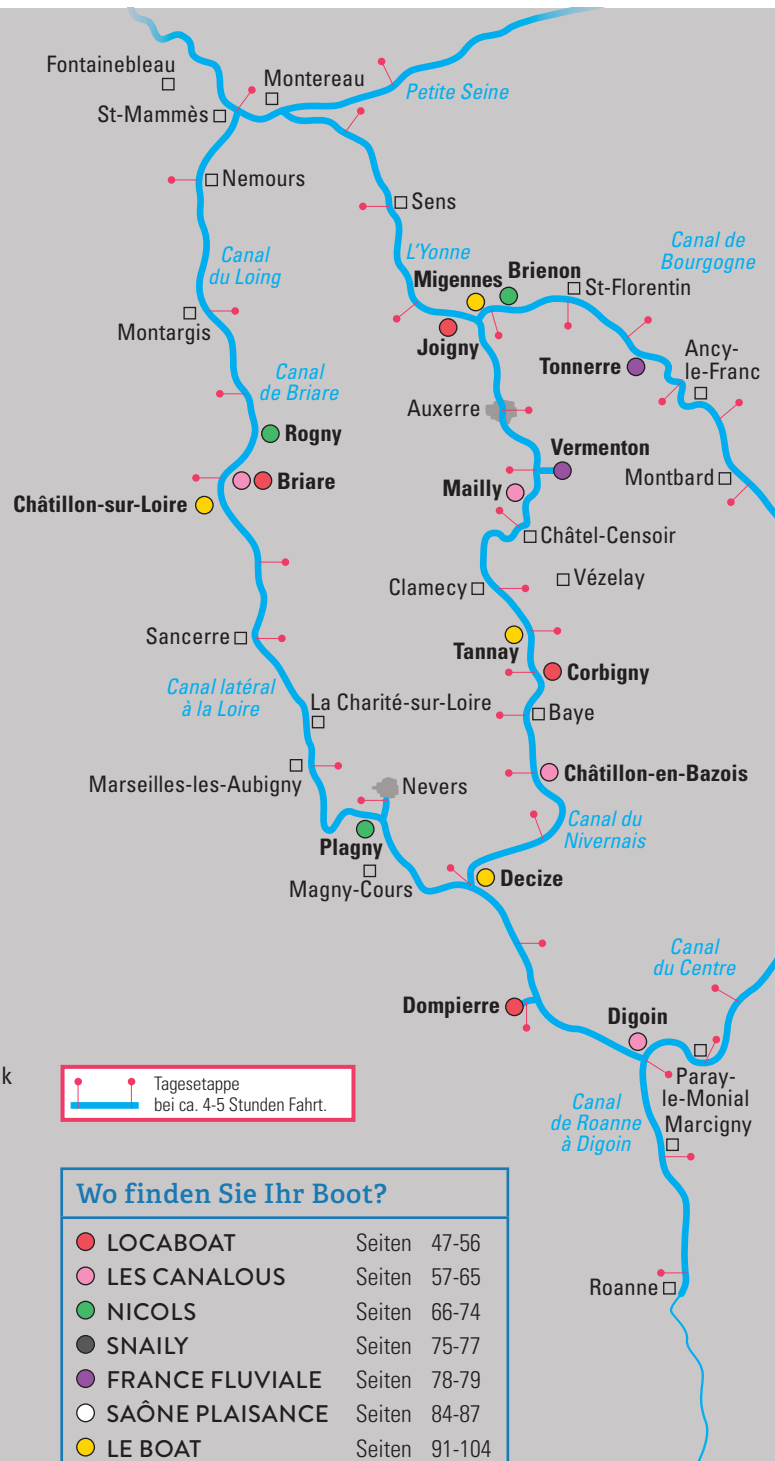 Fontainebleau
Montereau
Petite Seine
St-Mammès
Nemours
Sens
Canal
du Loing
L'Yonne
Canal de
Bourgogne
Migennes
Brienon
St-Florentin
Montargis
Joigny
Tonnerre
Ancy-
le-Franc
Canal
de Briare
Auxerre
Rogny
Vermenton
Briare
Mailly
Montbard
Châtillon-sur-Loire
Châtel-Censoir
Clamecy
Vézelay
Sancerre
Tannay
Corbigny
Canal latéral
à la Loire
La Charité-sur-Loire
Baye
Marseilles-les-Aubigny
Nevers
Châtillon-en-Bazois
Canal du
Nivernais
Plagny
Magny-Cours
Decize
Canal
du Centre
Dompierre
Digoin
k
Tagesetappe
bei ca. 4-5 Stunden Fahrt.
Paray-
le-Monial
Canal
de Roanne
à Digoin
Marcigny
Roanne
Wo finden Sie Ihr Boot?
LOCABOAT Seiten 47-56
LES CANALOUS Seiten 57-65
NICOLS Seiten 66-74
SNAILY Seiten 75-77
FRANCE FLUVIALE Seiten 78-79
SAÔNE PLAISANCE Seiten 84-87
LE BOAT Seiten 91-104